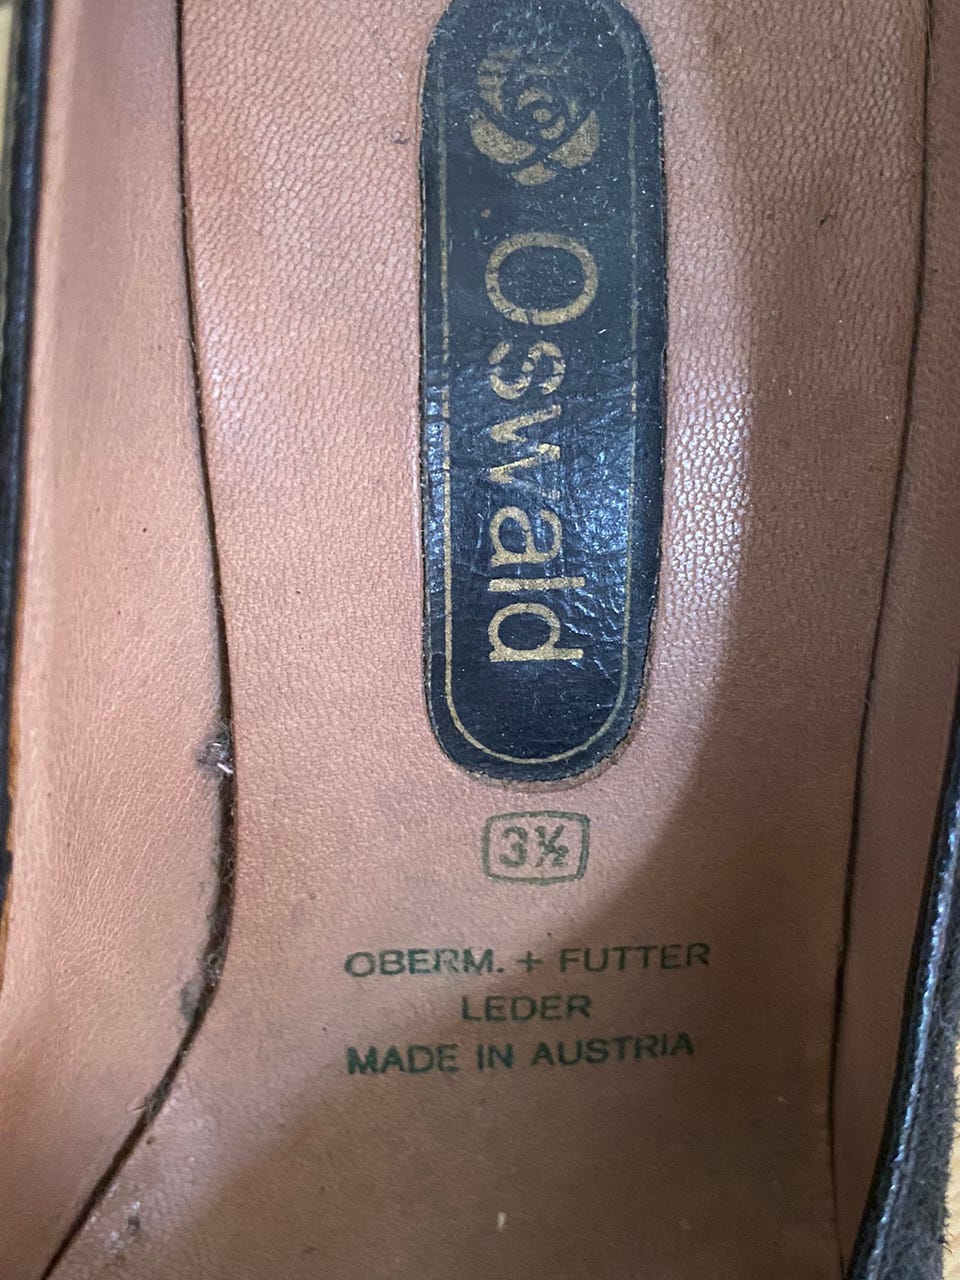 Oswald
3½
OBERM. + FUTTER
LEDER
MADE IN AUSTRIA